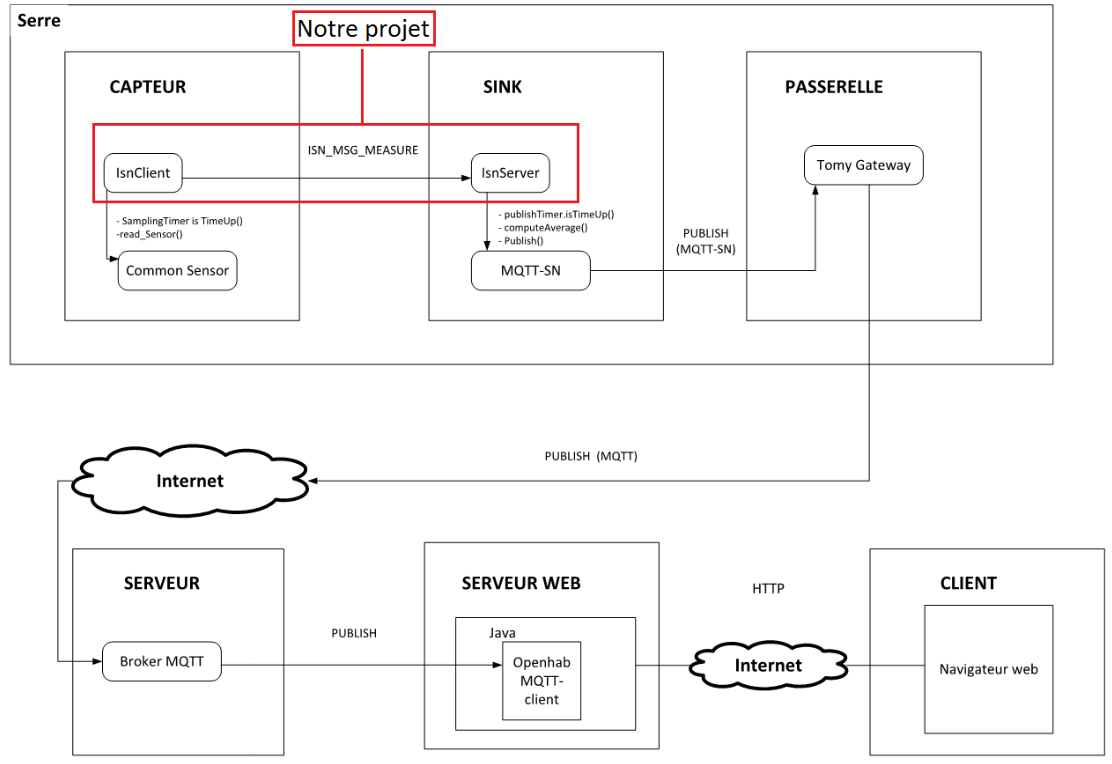 Serre
Notre projet
CAPTEUR
SINK
PASSERELLE
ISN_MSG_MEASURE
IsnClient
IsnServer
Tomy Gateway
- SamplingTimer is TimeUp()
-read_Sensor()
- publishTimer.isTimeUp()
- computeAverage()
- Publish()
PUBLISH
(MQTT-SN)
Common Sensor
MQTT-SN
PUBLISH (MQTT)
Internet
SERVEUR
SERVEUR WEB
HTTP
CLIENT
PUBLISH
Java
Broker MQTT
Openhab
MQTT-
client
Internet
Navigateur web